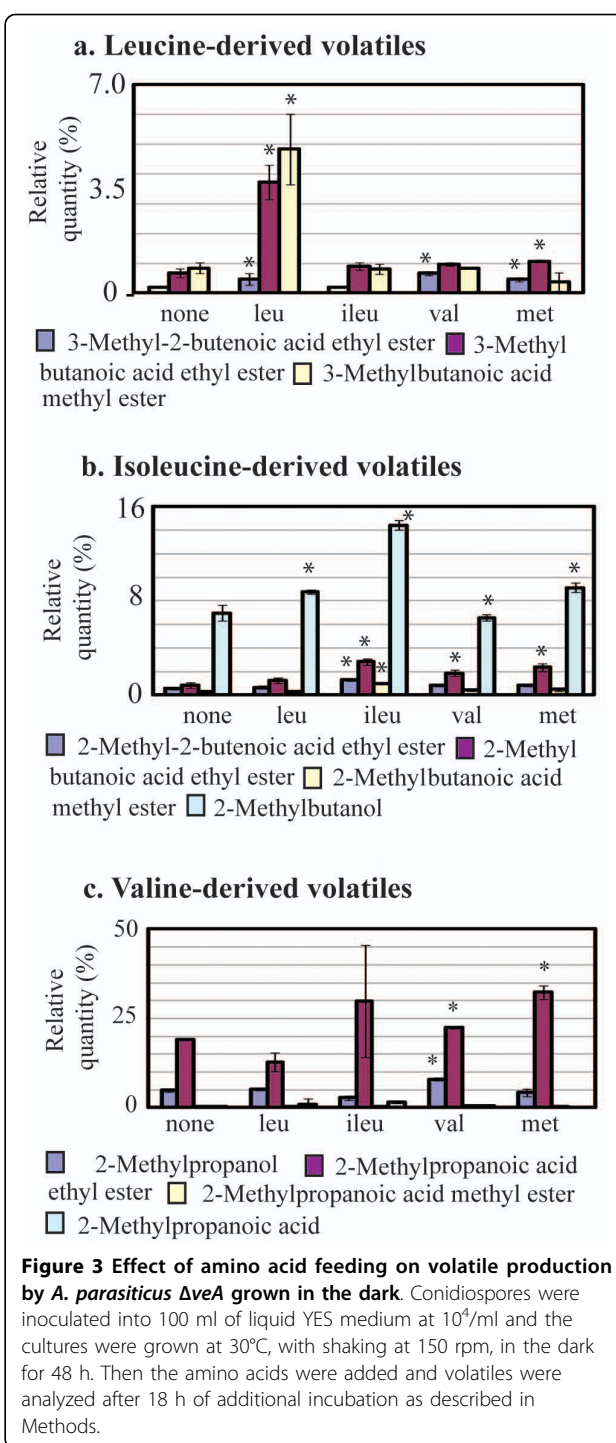 a. Leucine-derived volatiles
Relative
quantity (%)
7.0
3.5
0
*
*
*
*
*
*
none leu ileu val met
3-Methyl-2-butenoic acid ethyl ester 3-Methyl
butanoic acid ethyl ester 3-Methylbutanoic acid
methyl ester
b. Isoleucine-derived volatiles
Relative
quantity (%)
16
8
0
*
*
*
*
*
*
*
*
*
none leu ileu val met
2-Methyl-2-butenoic acid ethyl ester 2-Methyl
butanoic acid ethyl ester 2-Methylbutanoic acid
methyl ester 2-Methylbutanol
c. Valine-derived volatiles
Relative
quantity (%)
50
25
0
*
*
*
none leu ileu val met
2-Methylpropanol 2-Methylpropanoic acid
ethyl ester 2-Methylpropanoic acid methyl ester
2-Methylpropanoic acid
Figure 3 Effect of amino acid feeding on volatile production
by A. parasiticus ΔveA grown in the dark. Conidiospores were
inoculated into 100 ml of liquid YES medium at 10⁴/ml and the
cultures were grown at 30°C, with shaking at 150 rpm, in the dark
for 48 h. Then the amino acids were added and volatiles were
analyzed after 18 h of additional incubation as described in
Methods.